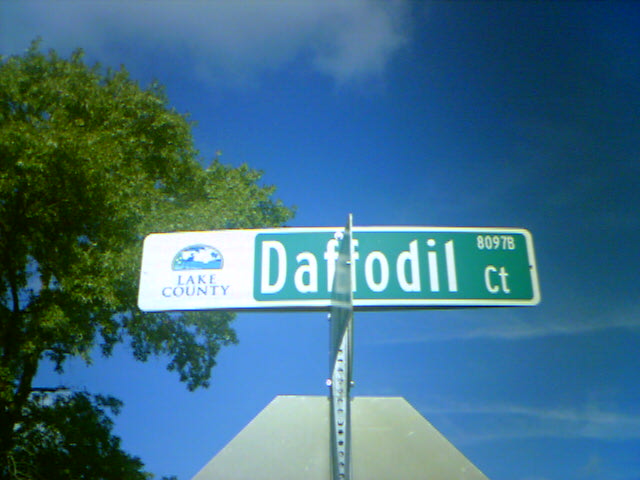 LAKE
COUNTY
Daffodil Ct
8097B